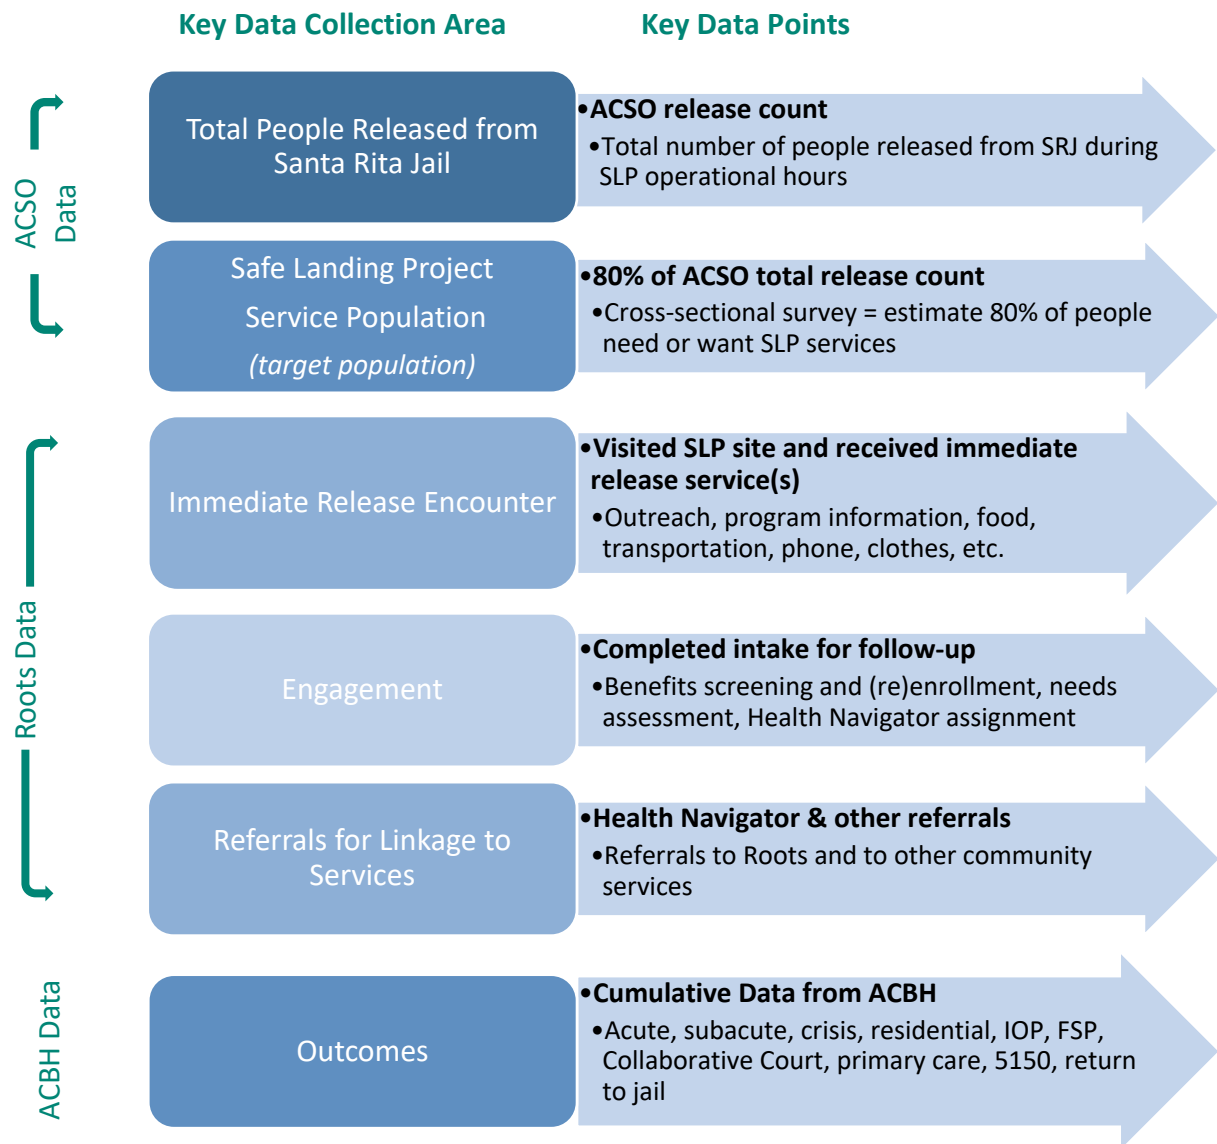 Key Data Collection Area
Key Data Points
ACSO
Data
Total People Released from
Santa Rita Jail
•ACSO release count
•Total number of people released from SRJ during
SLP operational hours
Safe Landing Project
Service Population
(target population)
•80% of ACSO total release count
•Cross-sectional survey = estimate 80% of people
need or want SLP services
Roots Data
Immediate Release Encounter
•Visited SLP site and received immediate
release service(s)
•Outreach, program information, food,
transportation, phone, clothes, etc.
Engagement
•Completed intake for follow-up
•Benefits screening and (re)enrollment, needs
assessment, Health Navigator assignment
Referrals for Linkage to
Services
•Health Navigator & other referrals
•Referrals to Roots and to other community
services
ACBH Data
Outcomes
•Cumulative Data from ACBH
•Acute, subacute, crisis, residential, IOP, FSP,
Collaborative Court, primary care, 5150, return
to jail